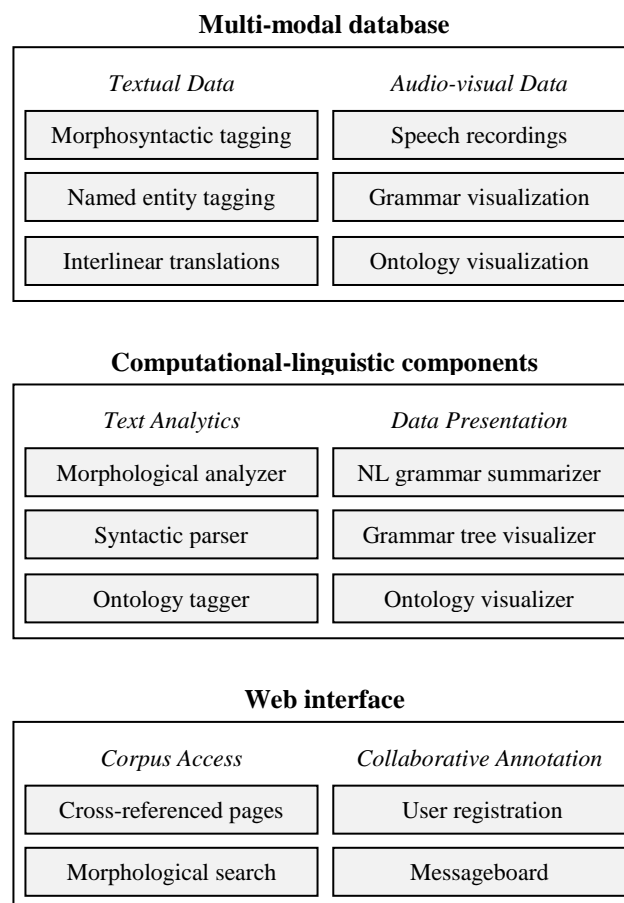 Multi-modal database
Textual Data Audio-visual Data
Morphosyntactic tagging Speech recordings
Named entity tagging Grammar visualization
Interlinear translations Ontology visualization
Computational-linguistic components
Text Analytics Data Presentation
Morphological analyzer NL grammar summarizer
Syntactic parser Grammar tree visualizer
Ontology tagger Ontology visualizer
Web interface
Corpus Access Collaborative Annotation
Cross-referenced pages User registration
Morphological search Messageboard